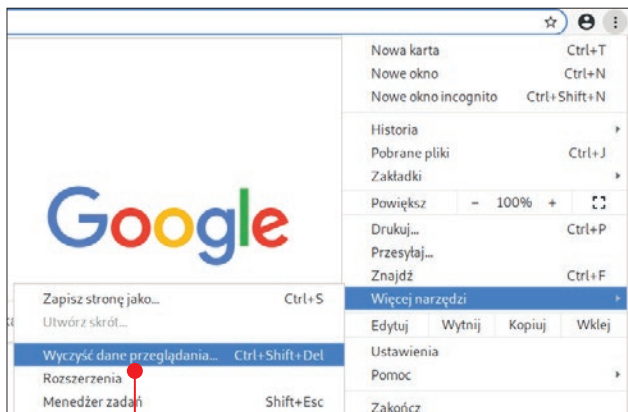 Nowa karta Ctrl+T
Nowe okno Ctrl+N
Nowe okno incognito Ctrl+Shift+N
Historia
Pobrane pliki Ctrl+J
Zakładki
Powiększ - 100% +
Drukuj... Ctrl+P
Przesyłaj...
Znajdź Ctrl+F
Więcej narzędzi
Edytuj Wytnij Kopiuj Wklej
Ustawienia
Pomoc
Zakończ
Google
Zapisz stronę jako... Ctrl+S
Utwórz skrót...
Wyczyść dane przeglądania... Ctrl+Shift+Del
Rozszerzenia
Menedżer zadań Shift+Esc